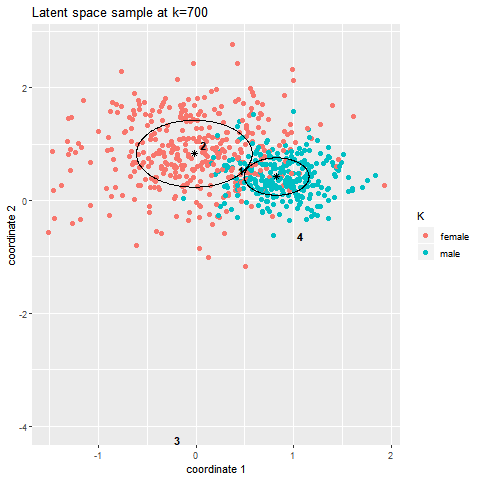 Latent space sample at k=700
coordinate 2
2
0
-2
-4
2
1
4
3
-1
0
1
2
coordinate 1
K
female
male